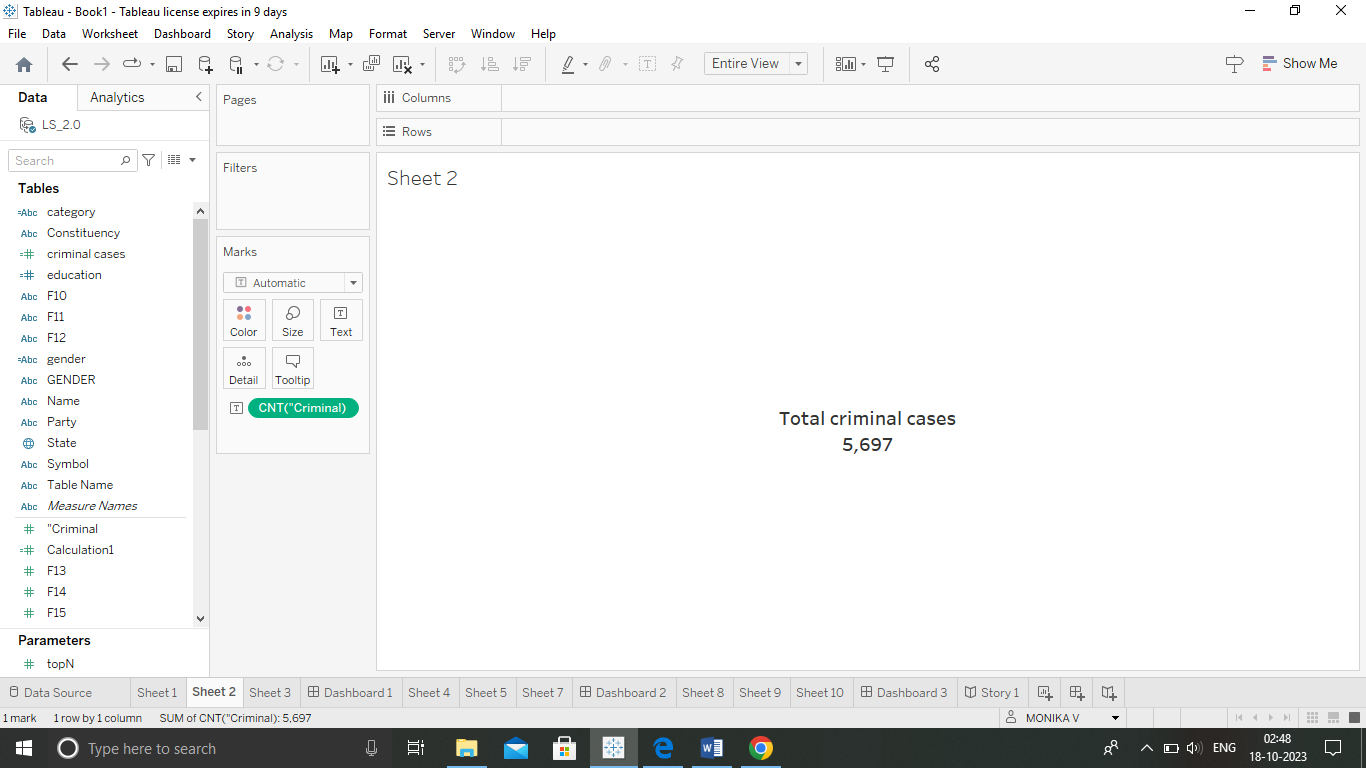 Tableau - Book1 - Tableau license expires in 9 days
File Data Worksheet Dashboard Story Analysis Map Format Server Window Help
Entire View
Show Me
Data Analytics
LS_2.0
Search
Tables
=Abc category
Abc Constituency
=# criminal cases
=# education
Abc F10
Abc F11
Abc F12
=Abc gender
Abc GENDER
Abc Name
Abc Party
State
Abc Symbol
Abc Table Name
Abc Measure Names
# "Criminal
=# Calculation1
# F13
# F14
# F15
Parameters
# topN
Pages
Filters
Marks
T Automatic
Color Size T Text
Detail Tooltip
T CNT("Criminal)
Columns
Rows
Sheet 2
Total criminal cases
5,697
Data Source Sheet 1 Sheet 2 Sheet 3 Dashboard 1 Sheet 4 Sheet 5 Sheet 7 Dashboard 2 Sheet 8 Sheet 9 Sheet 10 Dashboard 3 Story 1
1 mark 1 row by 1 column SUM of CNT("Criminal): 5,697 MONIKA V
Type here to search
ENG
02:48
18-10-2023